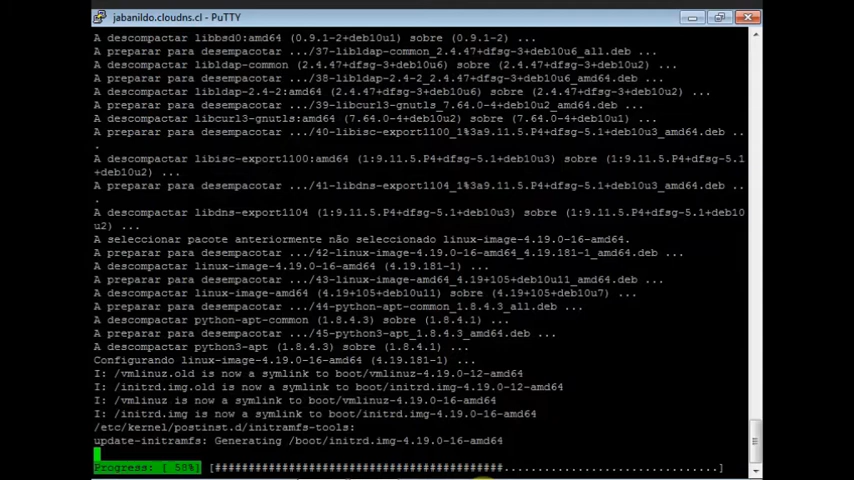 jabanildo.cloudns.cl - PuTTY
A descompactar libbsd0:amd64 (0.9.1-2+deb10u1) sobre (0.9.1-2) ...
A preparar para desempacotar .../37-libldap-common_2.4.47+dfsg-3+deb10u6_all.deb ...
A descompactar libldap-common (2.4.47+dfsg-3+deb10u6) sobre (2.4.47+dfsg-3+deb10u2) ...
A preparar para desempacotar .../38-libldap-2.4-2_2.4.47+dfsg-3+deb10u6_amd64.deb ...
A descompactar libldap-2.4-2:amd64 (2.4.47+dfsg-3+deb10u6) sobre (2.4.47+dfsg-3+deb10u2) ...
A preparar para desempacotar .../39-libcurl3-gnutls_7.64.0-4+deb10u2_amd64.deb ...
A descompactar libcurl3-gnutls:amd64 (7.64.0-4+deb10u2) sobre (7.64.0-4+deb10u1) ...
A preparar para desempacotar .../40-libisc-export1100_1%3a9.11.5.P4+dfsg-5.1+deb10u3_amd64.deb ..
.
A descompactar libisc-export1100:amd64 (1:9.11.5.P4+dfsg-5.1+deb10u3) sobre (1:9.11.5.P4+dfsg-5.1
+deb10u2) ...
A preparar para desempacotar .../41-libdns-export1104_1%3a9.11.5.P4+dfsg-5.1+deb10u3_amd64.deb ..
.
A descompactar libdns-export1104 (1:9.11.5.P4+dfsg-5.1+deb10u3) sobre (1:9.11.5.P4+dfsg-5.1+deb10
u2) ...
A seleccionar pacote anteriormente não seleccionado linux-image-4.19.0-16-amd64.
A preparar para desempacotar .../42-linux-image-4.19.0-16-amd64_4.19.181-1_amd64.deb ...
A descompactar linux-image-4.19.0-16-amd64 (4.19.181-1) ...
A preparar para desempacotar .../43-linux-image-amd64_4.19+105+deb10u11_amd64.deb ...
A descompactar linux-image-amd64 (4.19+105+deb10u11) sobre (4.19+105+deb10u7) ...
A preparar para desempacotar .../44-python-apt-common_1.8.4.3_all.deb ...
A descompactar python-apt-common (1.8.4.3) sobre (1.8.4.1) ...
A preparar para desempacotar .../45-python3-apt_1.8.4.3_amd64.deb ...
A descompactar python3-apt (1.8.4.3) sobre (1.8.4.1) ...
Configurando linux-image-4.19.0-16-amd64 (4.19.181-1) ...
I: /vmlinuz.old is now a symlink to boot/vmlinuz-4.19.0-12-amd64
I: /initrd.img.old is now a symlink to boot/initrd.img-4.19.0-12-amd64
I: /vmlinuz is now a symlink to boot/vmlinuz-4.19.0-16-amd64
I: /initrd.img is now a symlink to boot/initrd.img-4.19.0-16-amd64
/etc/kernel/postinst.d/initramfs-tools:
update-initramfs: Generating /boot/initrd.img-4.19.0-16-amd64
Progress: [ 58%] [###########################################................................]